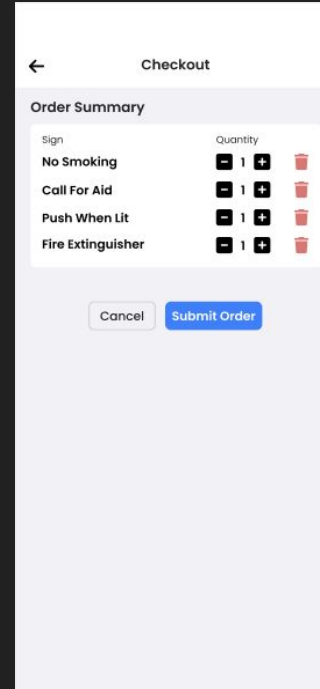 Checkout
Order Summary
Sign Quantity
No Smoking 1
Call For Aid 1
Push When Lit 1
Fire Extinguisher 1
Cancel Submit Order